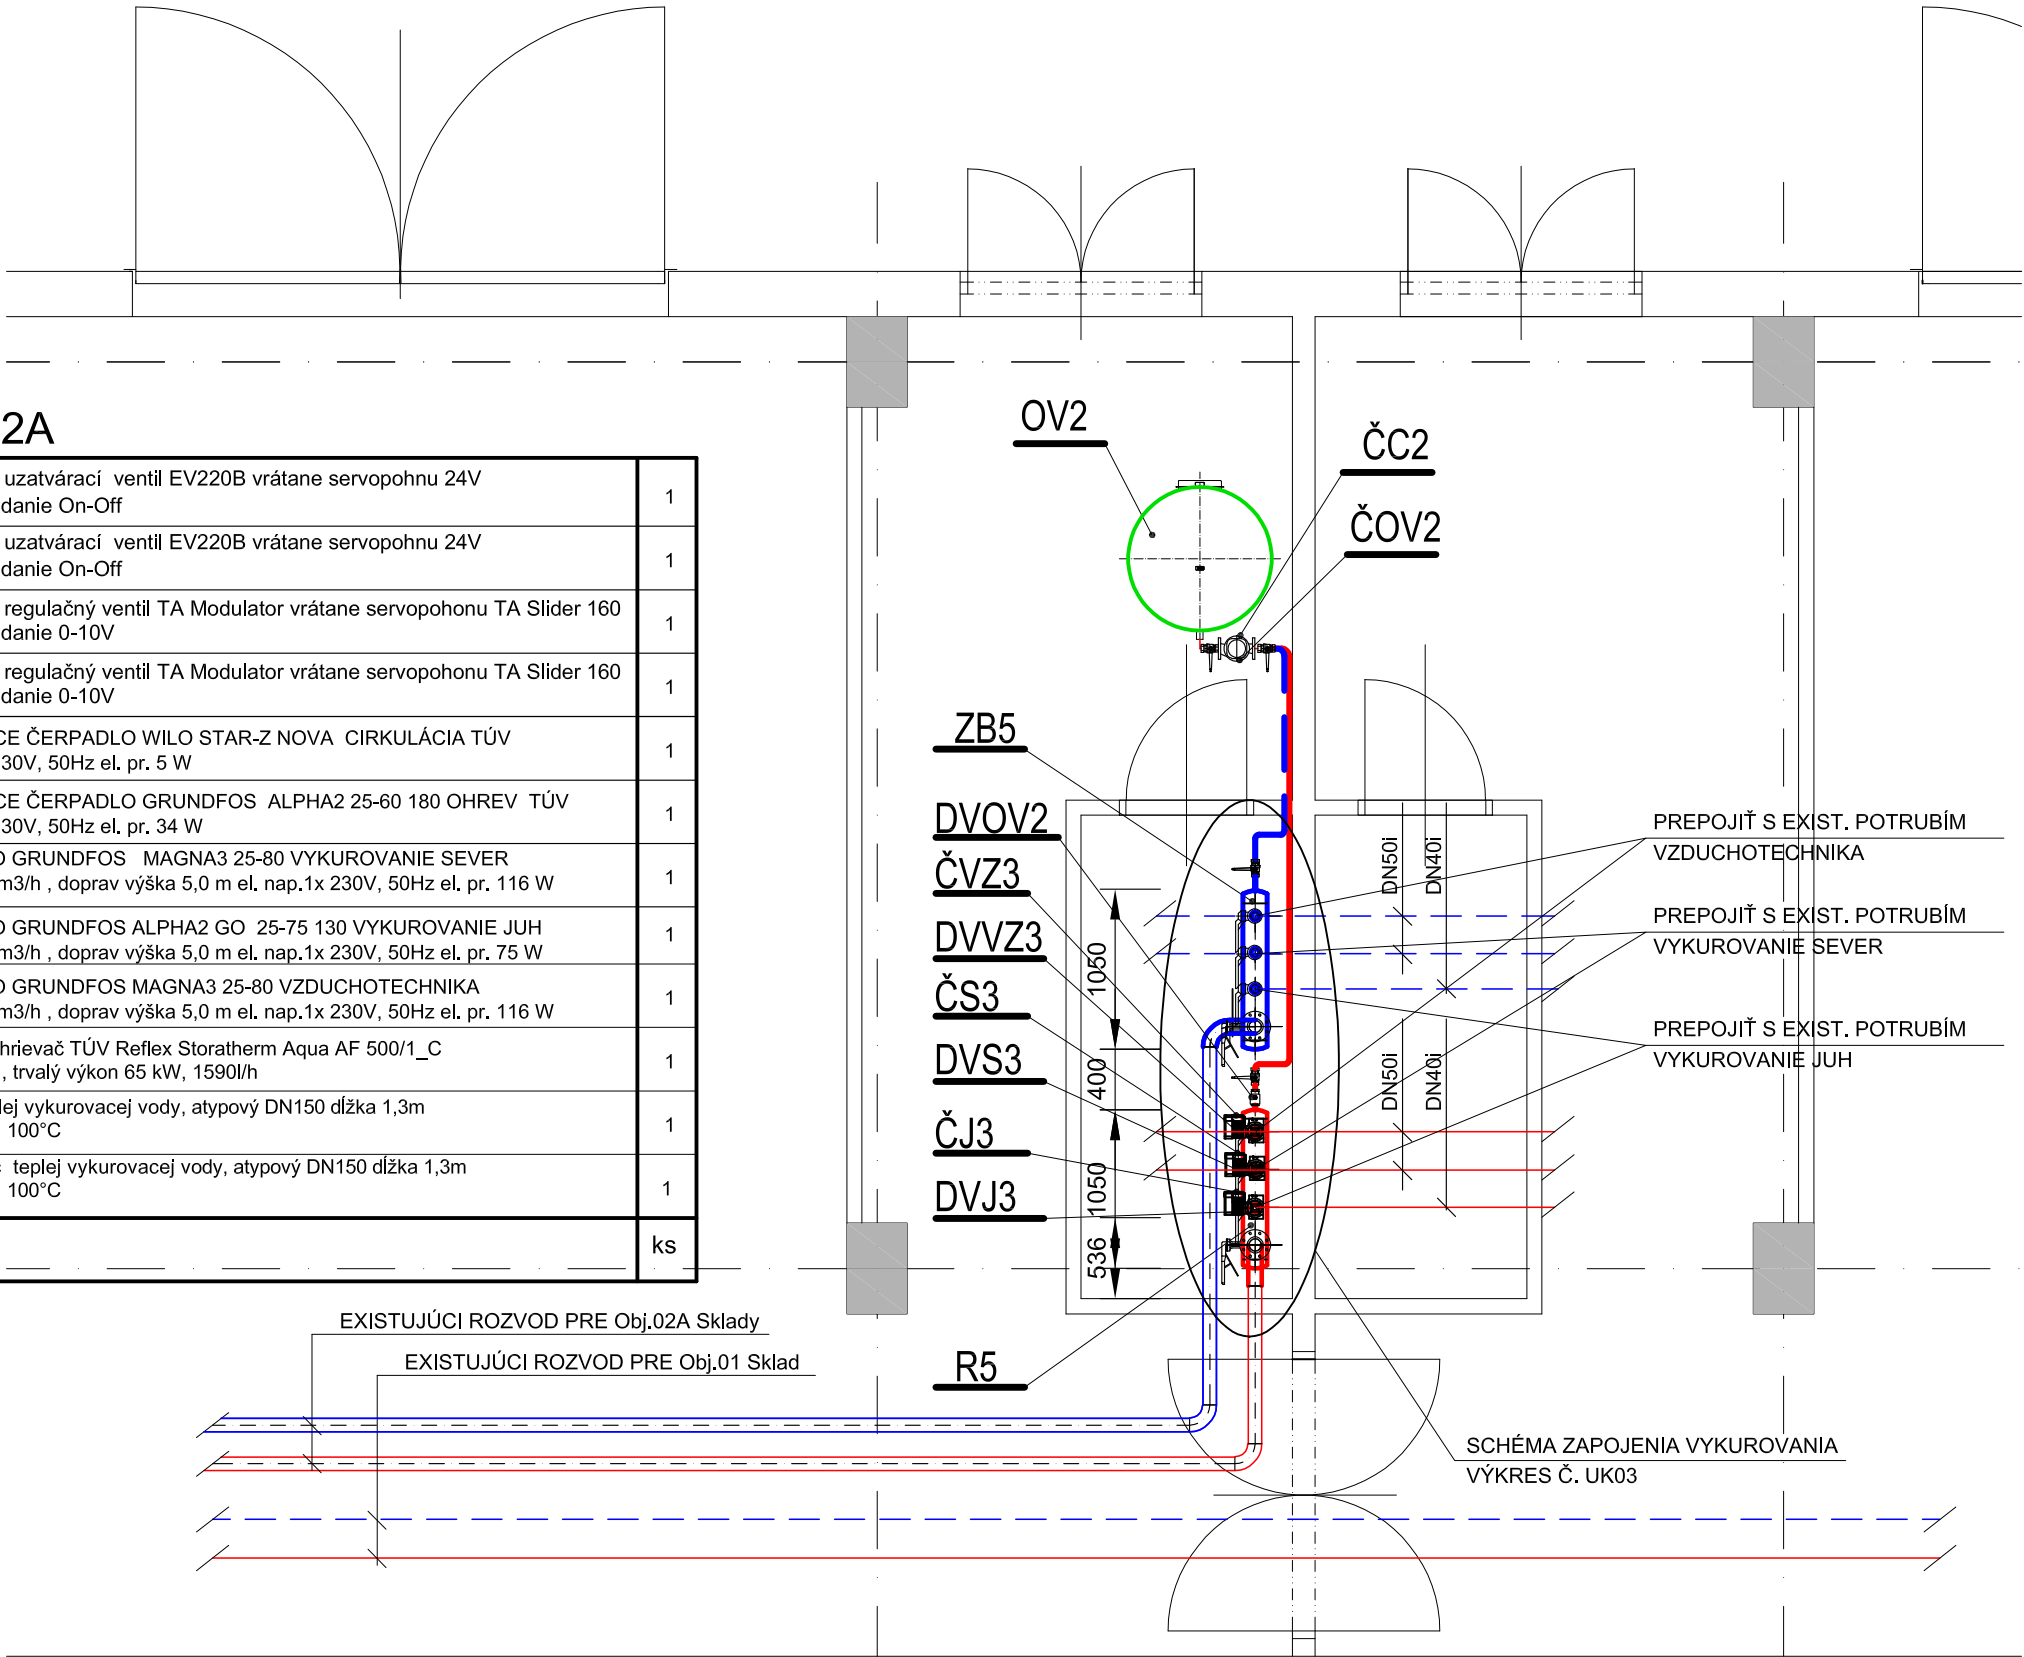 2A
uzatvárací ventil EV220B vrátane servopohnu 24V
danie On-Off
1
uzatvárací ventil EV220B vrátane servopohnu 24V
danie On-Off
1
regulačný ventil TA Modulator vrátane servopohonu TA Slider 160
danie 0-10V
1
regulačný ventil TA Modulator vrátane servopohonu TA Slider 160
danie 0-10V
1
CE ČERPADLO WILO STAR-Z NOVA CIRKULÁCIA TÚV
30V, 50Hz el. pr. 5 W
1
CE ČERPADLO GRUNDFOS ALPHA2 25-60 180 OHREV TÚV
30V, 50Hz el. pr. 34 W
1
O GRUNDFOS MAGNA3 25-80 VYKUROVANIE SEVER
m3/h , doprav výška 5,0 m el. nap.1x 230V, 50Hz el. pr. 116 W
1
O GRUNDFOS ALPHA2 GO 25-75 130 VYKUROVANIE JUH
m3/h , doprav výška 5,0 m el. nap.1x 230V, 50Hz el. pr. 75 W
1
O GRUNDFOS MAGNA3 25-80 VZDUCHOTECHNIKA
m3/h , doprav výška 5,0 m el. nap.1x 230V, 50Hz el. pr. 116 W
1
hrievač TÚV Reflex Storatherm Aqua AF 500/1_C
, trvalý výkon 65 kW, 1590l/h
1
lej vykurovacej vody, atypový DN150 dĺžka 1,3m
100°C
1
teplej vykurovacej vody, atypový DN150 dĺžka 1,3m
100°C
1
ks
OV2
ČC2
ČOV2
ZB5
DVOV2
ČVZ3
DVVZ3
ČS3
DVS3
ČJ3
DVJ3
R5
1050
400
1050
536
DN50i
DN40i
DN50i
DN40i
PREPOJIŤ S EXIST. POTRUBÍM
VZDUCHOTECHNIKA
PREPOJIŤ S EXIST. POTRUBÍM
VYKUROVANIE SEVER
PREPOJIŤ S EXIST. POTRUBÍM
VYKUROVANIE JUH
EXISTUJÚCI ROZVOD PRE Obj.02A Sklady
EXISTUJÚCI ROZVOD PRE Obj.01 Sklad
SCHÉMA ZAPOJENIA VYKUROVANIA
VÝKRES Č. UK03